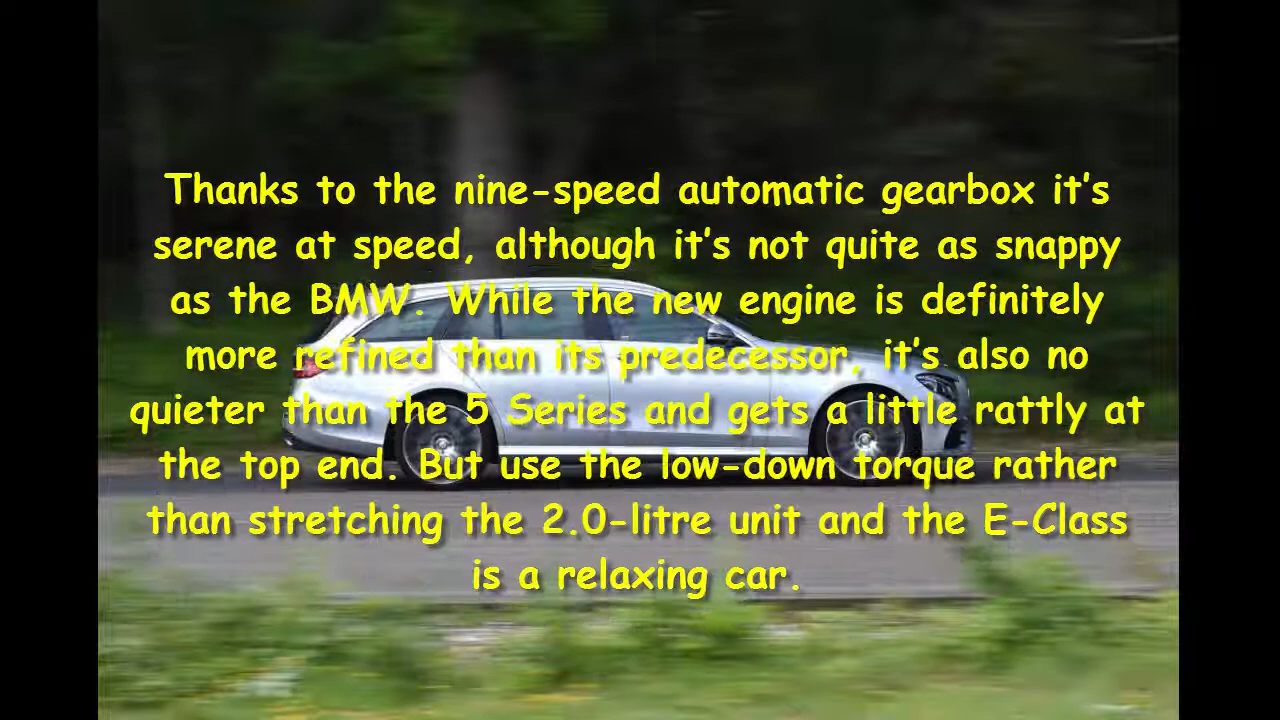 Thanks to the nine-speed automatic gearbox it's
serene at speed, although it's not quite as snappy
as the BMW. While the new engine is definitely
more refined than its predecessor, it's also no
quieter than the 5 Series and gets a little rattly at
the top end. But use the low-down torque rather
than stretching the 2.0-litre unit and the E-Class
is a relaxing car.